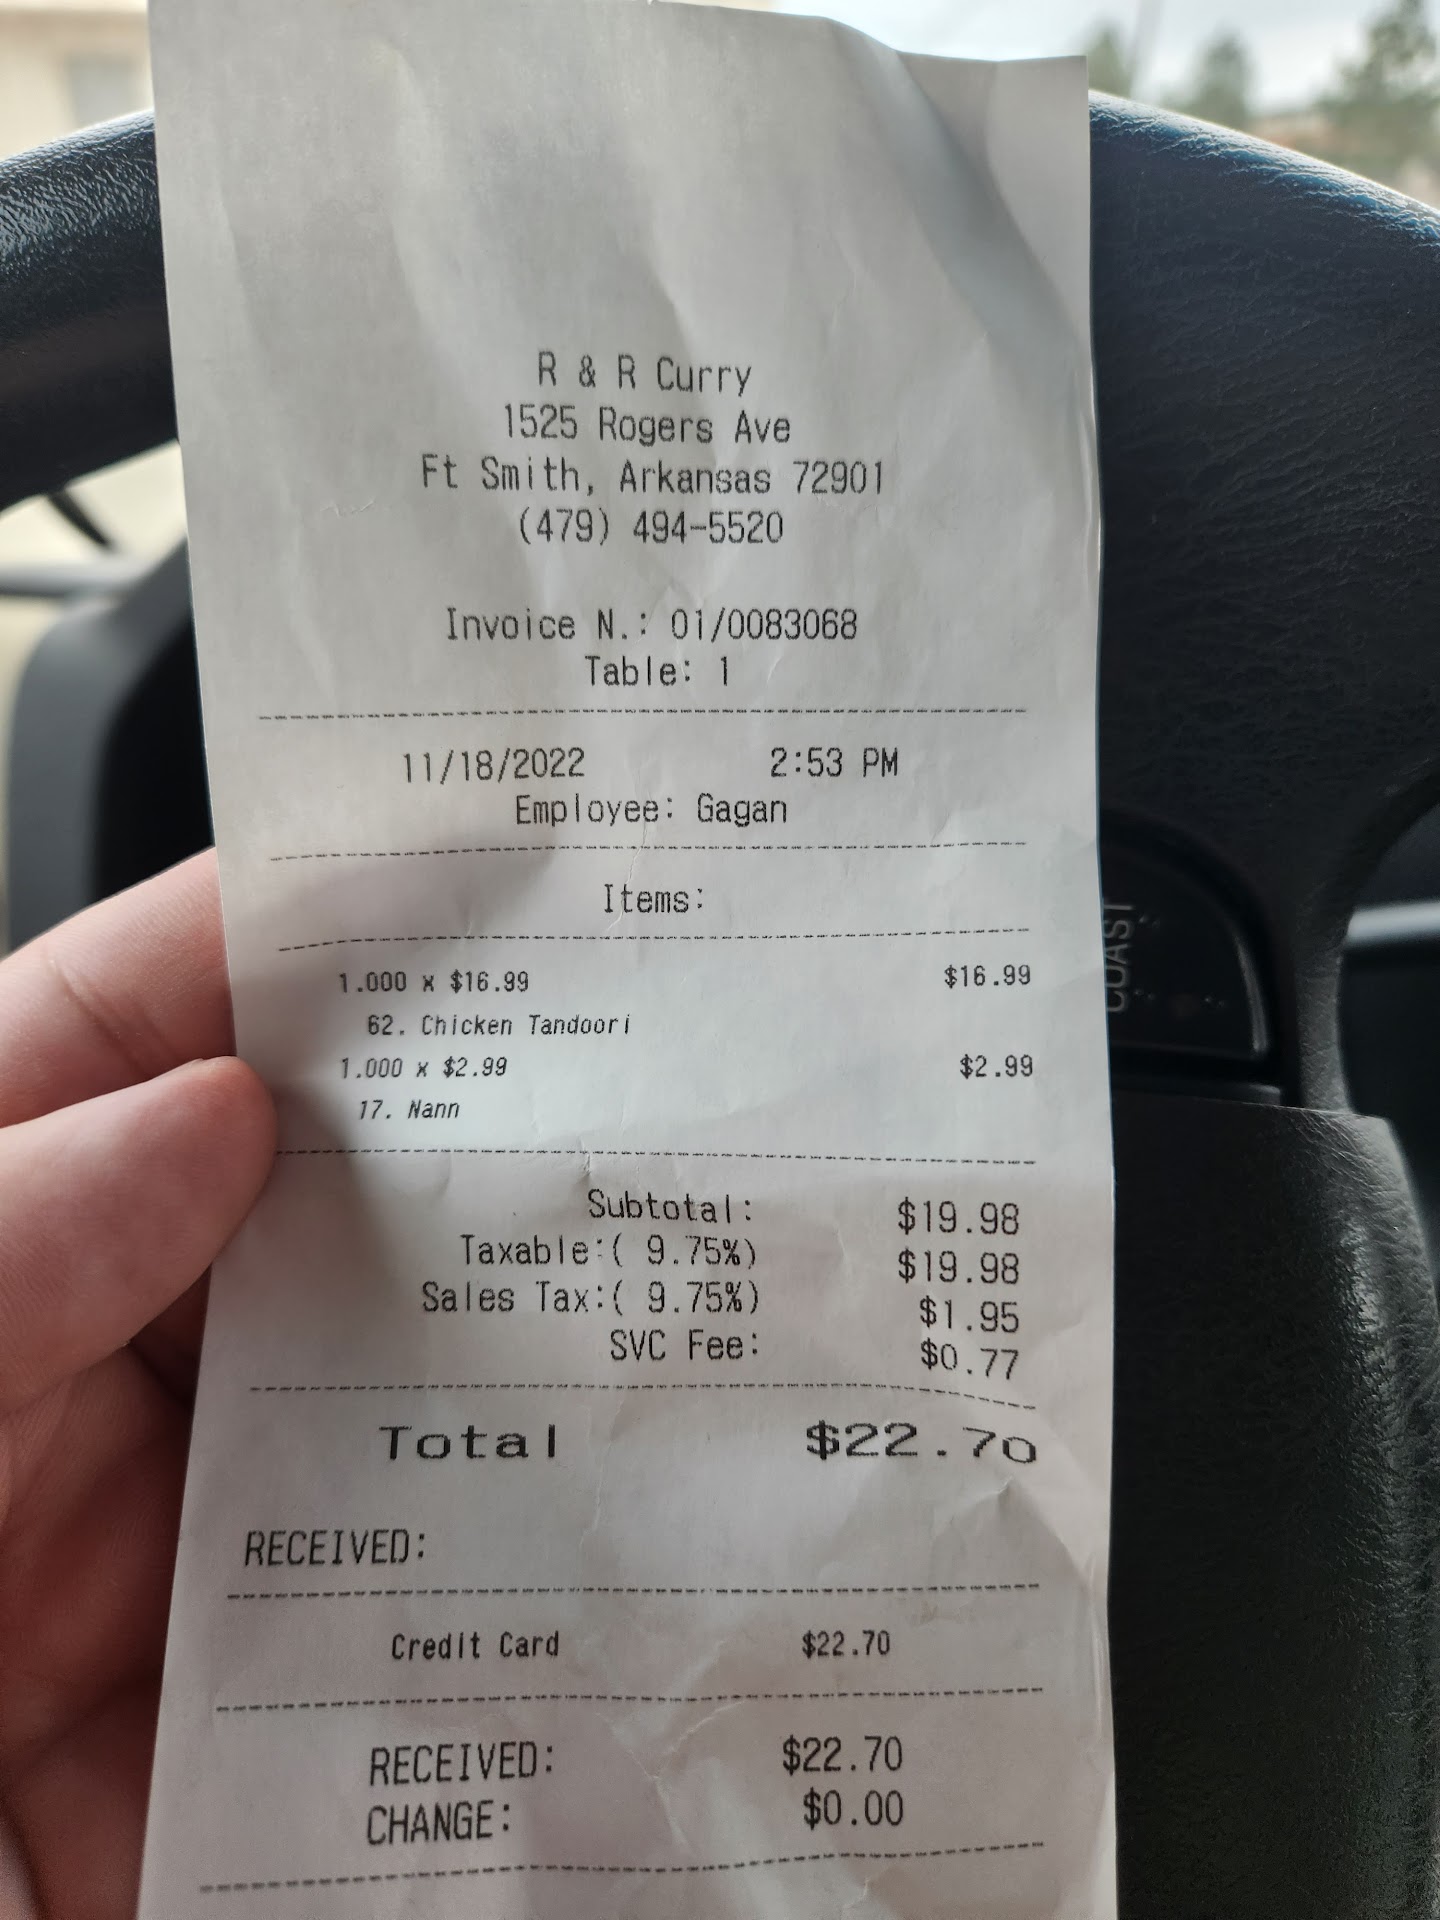 R & R Curry
1525 Rogers Ave
Ft Smith, Arkansas 72901
(479) 494-5520
Invoice N.: 01/0083068
Table: 1
11/18/2022 2:53 PM
Employee: Gagan
Items:
1.000 x $16.99 $16.99
62. Chicken Tandoori
1.000 x $2.99 $2.99
17. Nann
Subtotal: $19.98
Taxable:( 9.75%) $19.98
Sales Tax:( 9.75%) $1.95
SVC Fee: $0.77
Total $22.70
RECEIVED:
Credit Card $22.70
RECEIVED: $22.70
CHANGE: $0.00
COAST